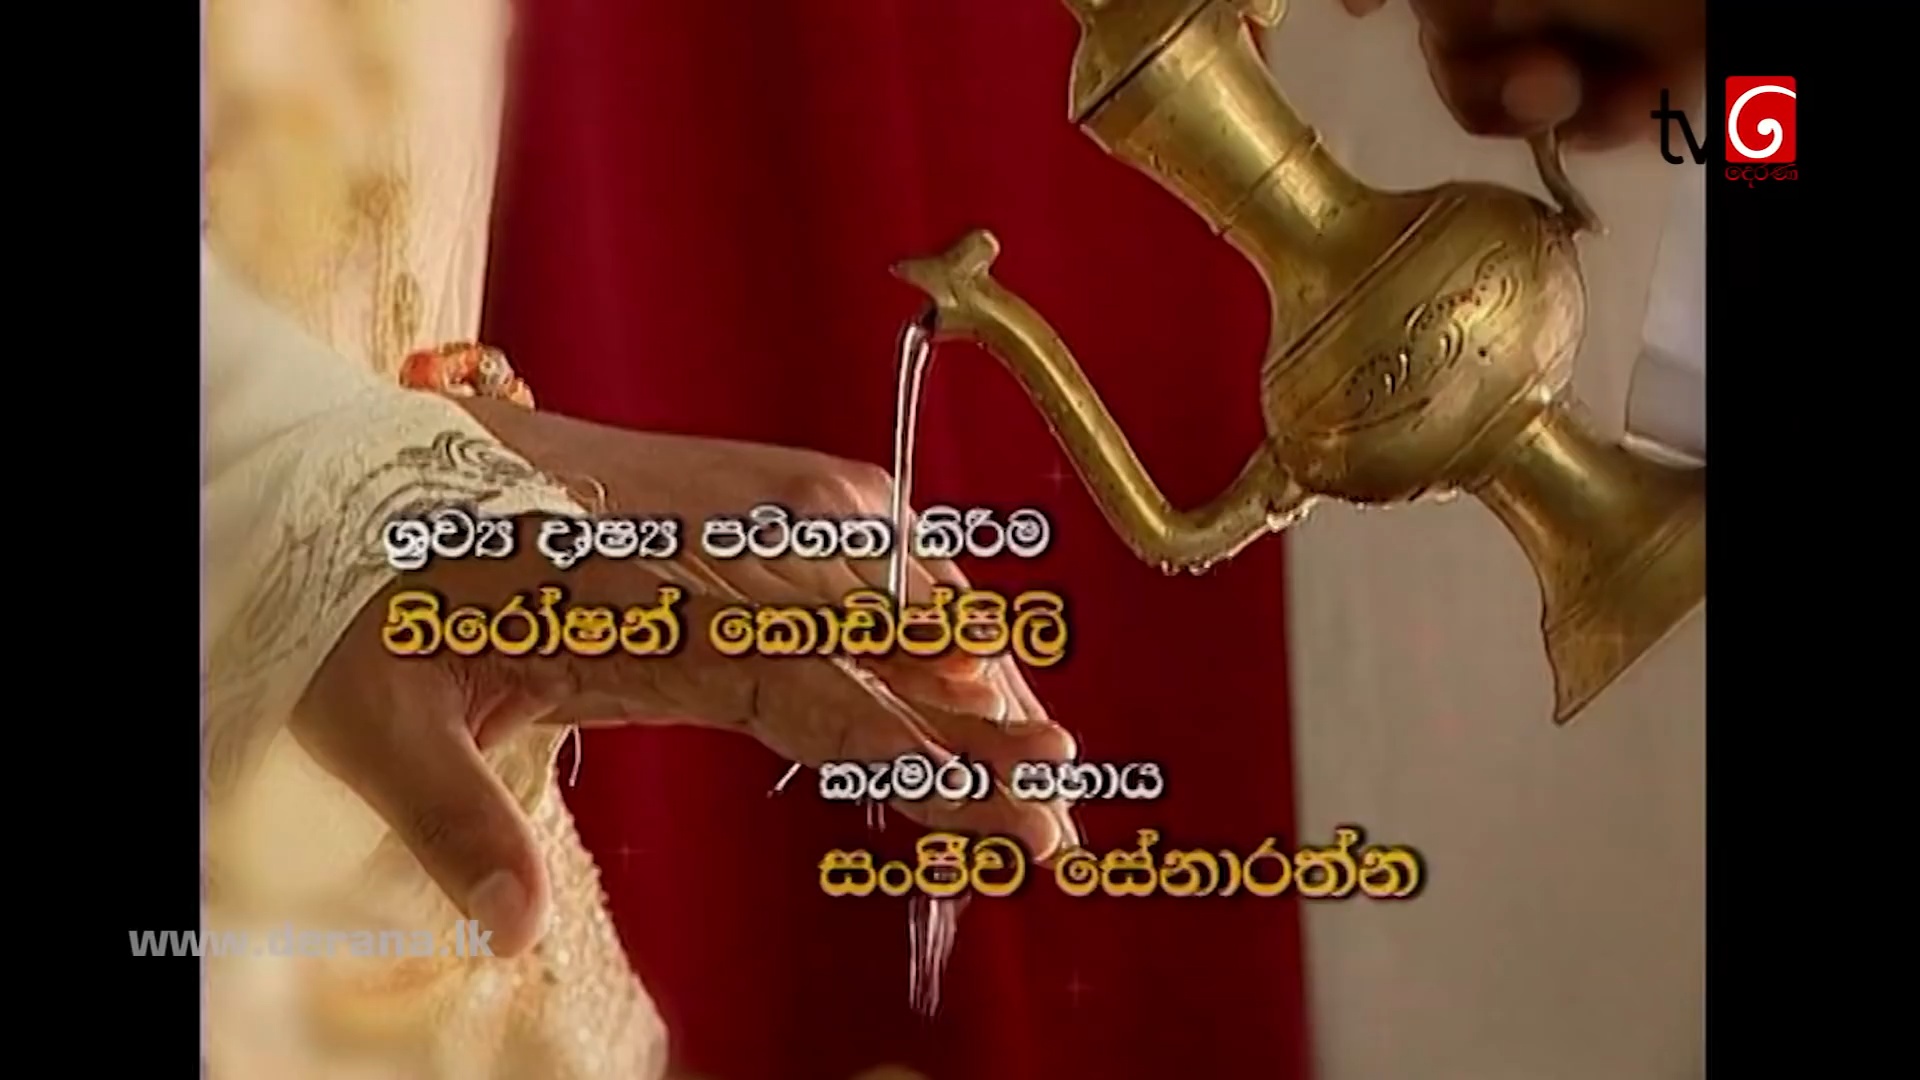 tv
දෙරණ
ශ්‍රව්‍ය දෘෂ්‍ය පටිගත කිරීම
නිරෝෂන් කොඩිප්පිලි
කැමරා සහාය
සංජීව සේනාරත්න
www.derana.lk